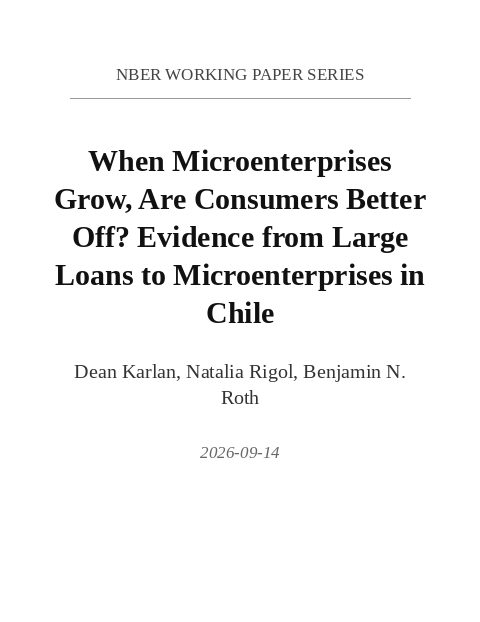 NBER WORKING PAPER SERIES
When Microenterprises
Grow, Are Consumers Better
Off? Evidence from Large
Loans to Microenterprises in
Chile
Dean Karlan, Natalia Rigol, Benjamin N.
Roth
2026-09-14